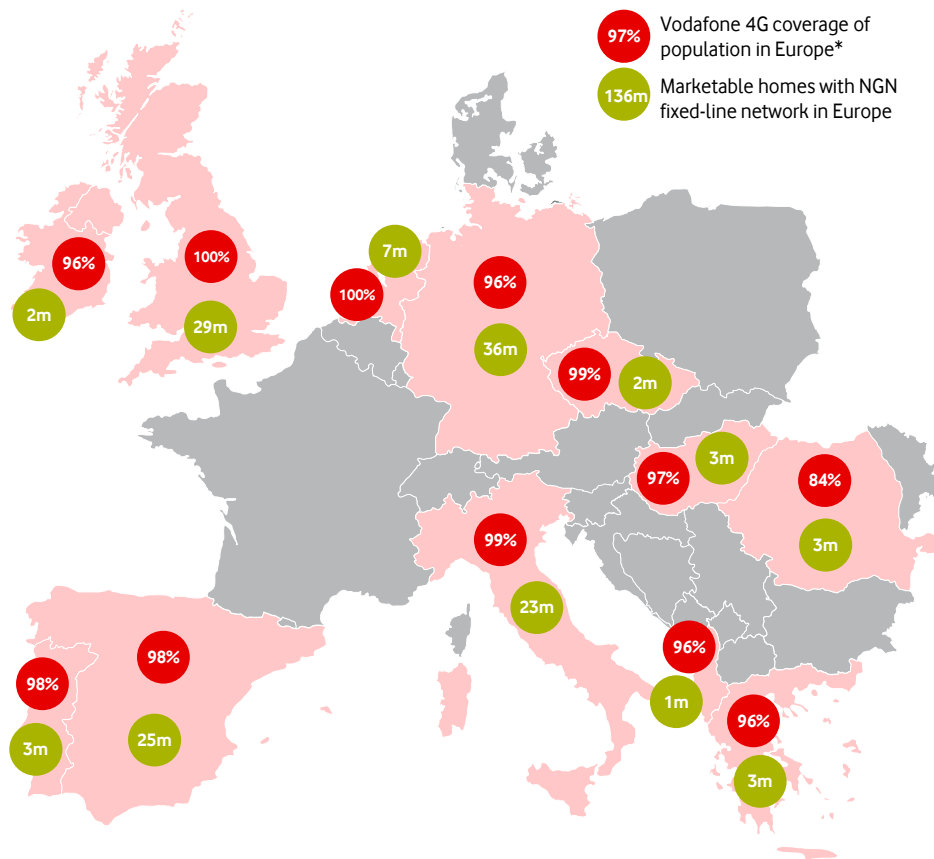 97%
Vodafone 4G coverage of
population in Europe*
136m
Marketable homes with NGN
fixed-line network in Europe
96%
2m
100%
29m
7m
100%
96%
36m
99%
2m
97%
3m
84%
3m
99%
23m
98%
3m
98%
25m
96%
1m
96%
3m